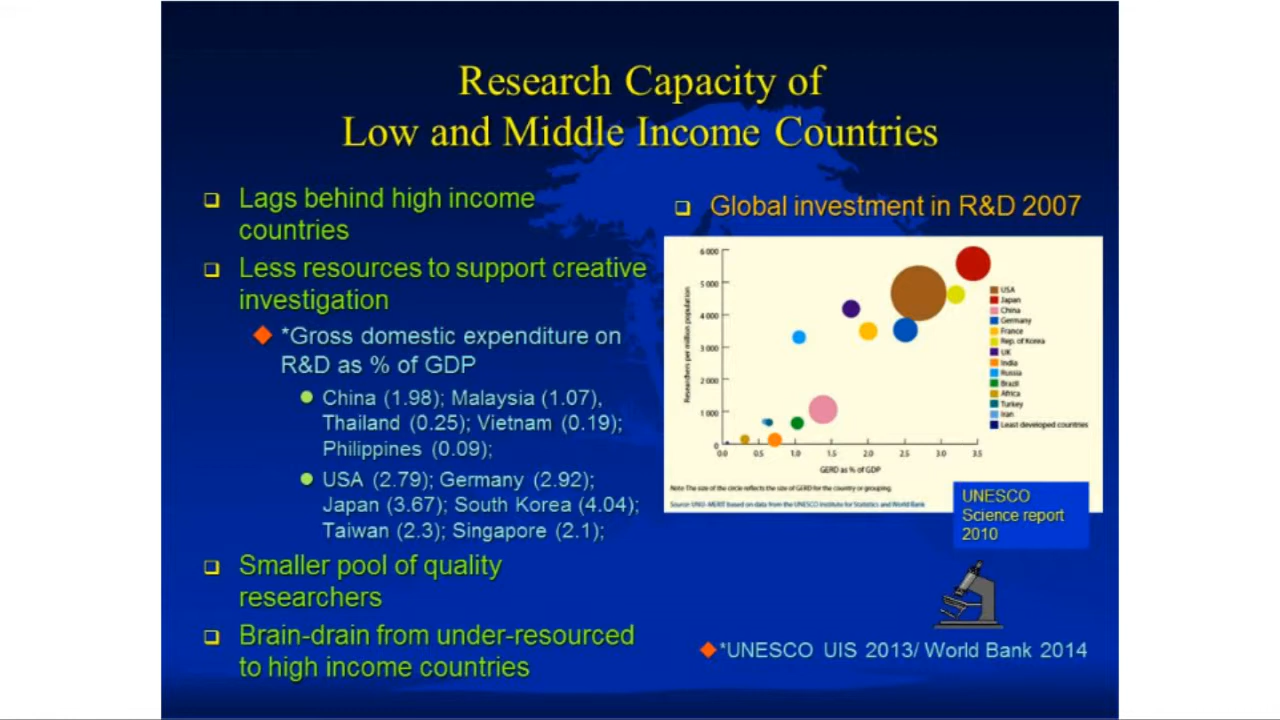 Research Capacity of
Low and Middle Income Countries
Lags behind high income
countries
Less resources to support creative
investigation
*Gross domestic expenditure on
R&D as % of GDP
China (1.98); Malaysia (1.07),
Thailand (0.25); Vietnam (0.19);
Philippines (0.09);
USA (2.79); Germany (2.92);
Japan (3.67); South Korea (4.04);
Taiwan (2.3); Singapore (2.1);
Smaller pool of quality
researchers
Brain-drain from under-resourced
to high income countries
Global investment in R&D 2007
Researchers per million population
6 000
5 000
4 000
3 000
2 000
1 000
0
0.0 0.5 1.0 1.5 2.0 2.5 3.0 3.5
GERD as % of GDP
USA
Japan
China
Germany
France
Rep. of Korea
UK
India
Russia
Brazil
Africa
Turkey
Iran
Least developed countries
Note: The size of the circle reflects the size of GERD for the country or grouping.
Source: UNU-MERIT based on data from the UNESCO Institute for Statistics and World Bank
UNESCO
Science report
2010
*UNESCO UIS 2013/ World Bank 2014